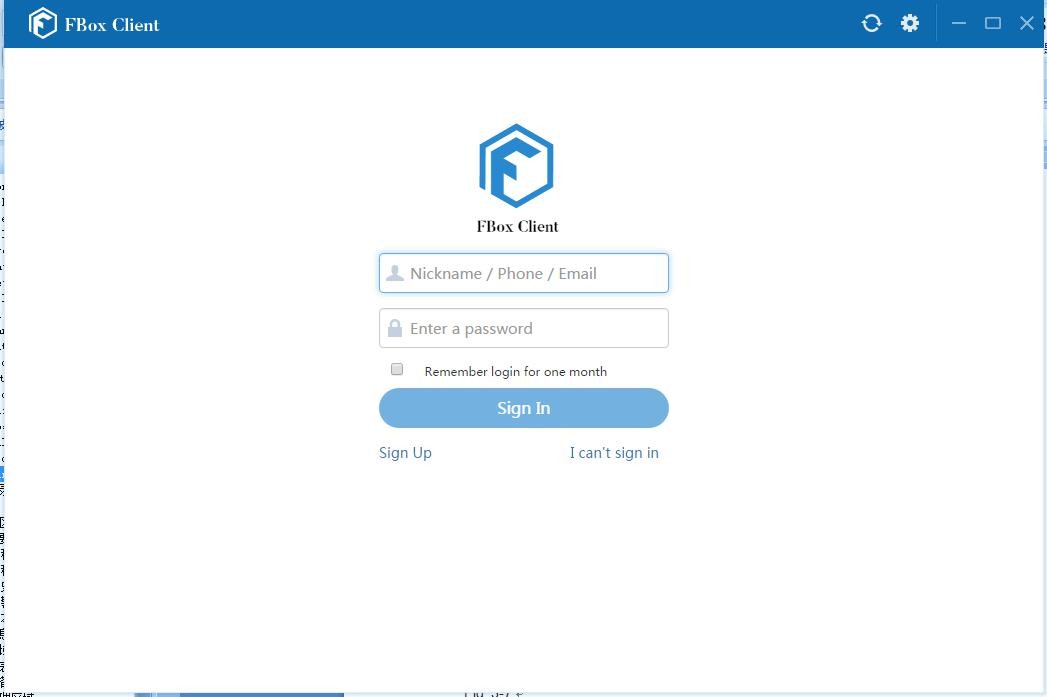 FBox Client
FBox Client
Nickname / Phone / Email
Enter a password
Remember login for one month
Sign In
Sign Up
I can't sign in